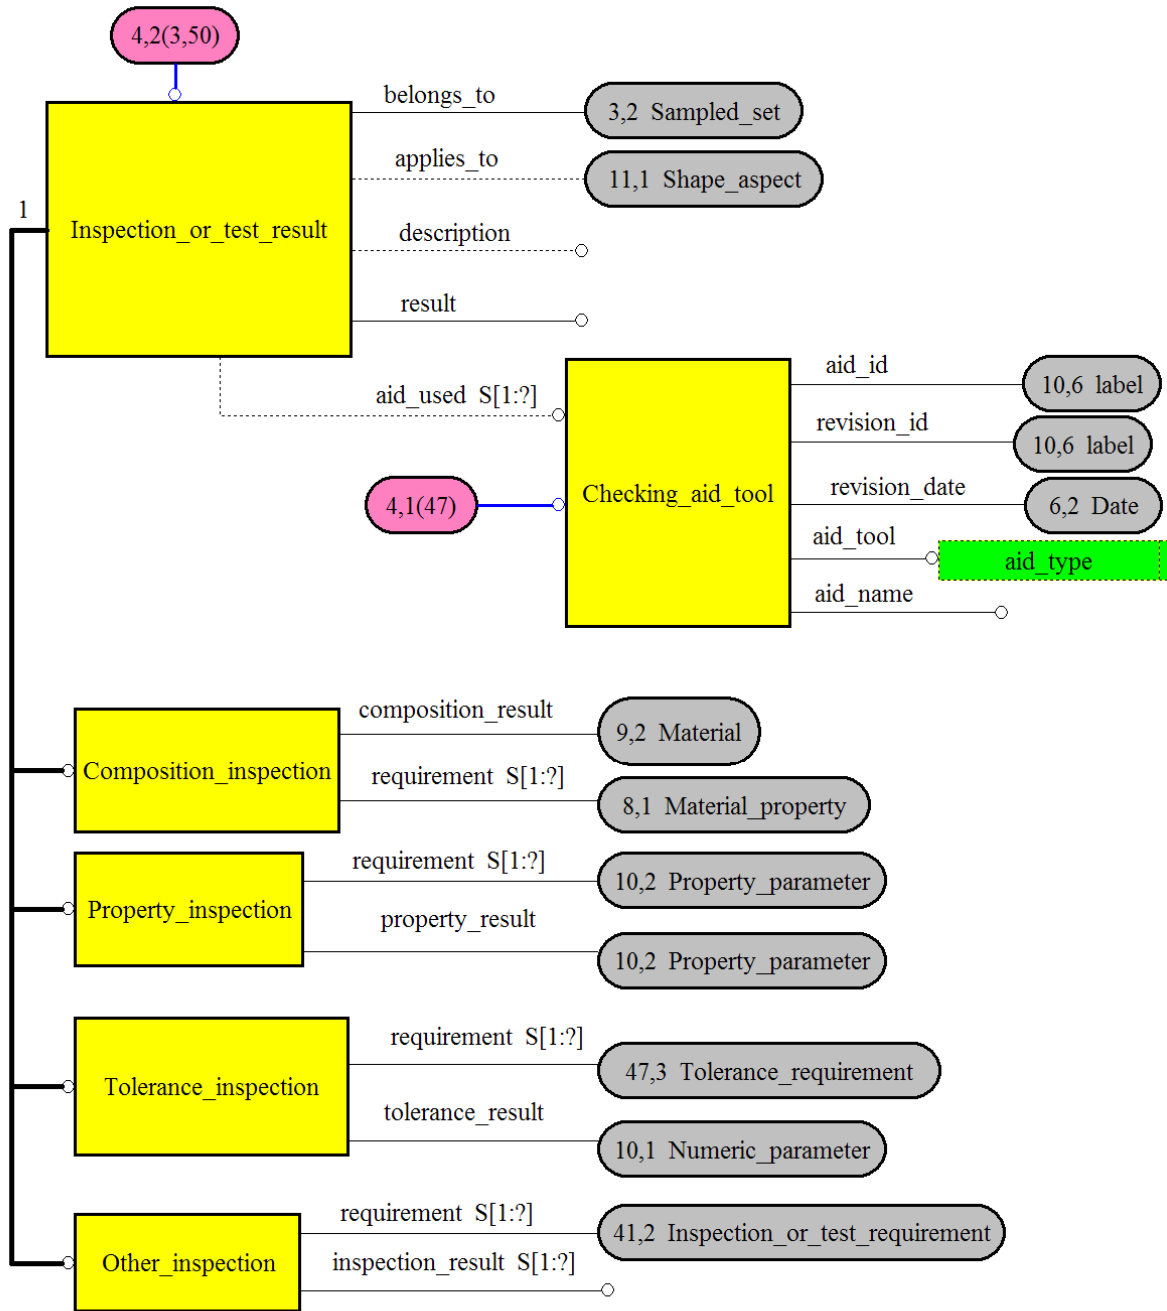 4,2(3,50)
belongs_to
3,2 Sampled_set
applies_to
11,1 Shape_aspect
1
Inspection_or_test_result
description
result
aid_used S[1:?]
aid_id
10,6 label
revision_id
10,6 label
4,1(47)
Checking_aid_tool
revision_date
6,2 Date
aid_tool
aid_type
aid_name
composition_result
9,2 Material
Composition_inspection
requirement S[1:?]
8,1 Material_property
requirement S[1:?]
10,2 Property_parameter
Property_inspection
property_result
10,2 Property_parameter
requirement S[1:?]
47,3 Tolerance_requirement
Tolerance_inspection
tolerance_result
10,1 Numeric_parameter
requirement S[1:?]
41,2 Inspection_or_test_requirement
Other_inspection
inspection_result S[1:?]